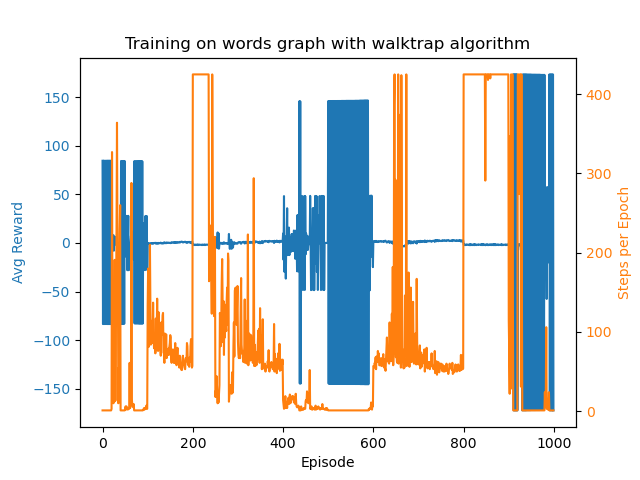 Training on words graph with walktrap algorithm
150
100
50
0
−50
−100
−150
Avg Reward
400
300
200
100
0
Steps per Epoch
0 200 400 600 800 1000
Episode